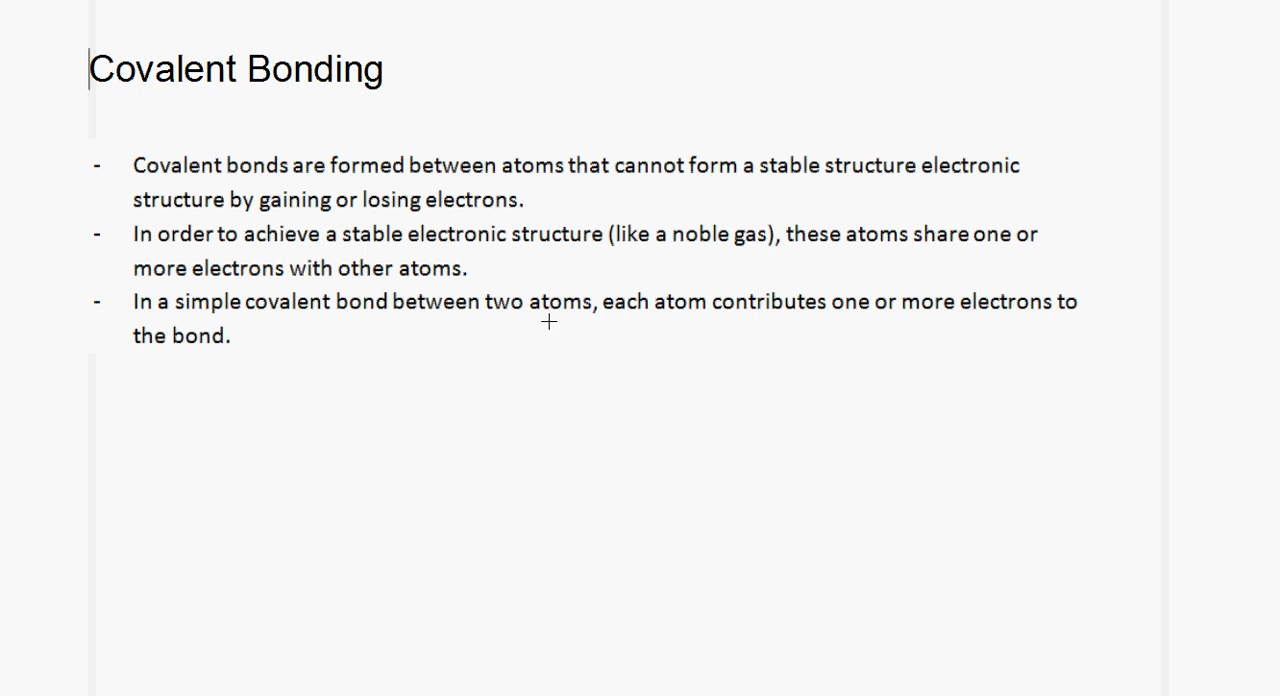 Covalent Bonding
- Covalent bonds are formed between atoms that cannot form a stable structure electronic
structure by gaining or losing electrons.
- In order to achieve a stable electronic structure (like a noble gas), these atoms share one or
more electrons with other atoms.
- In a simple covalent bond between two atoms, each atom contributes one or more electrons to
the bond.